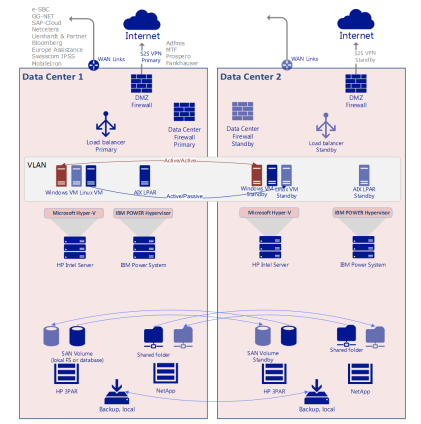 e-SBC
GG-NET
SAP-Cloud
Netcetera
Lienhardt & Partner
Bloomberg
Europe Assistance
Swisscom IPSS
MobileIron
WAN Links
Internet
S2S VPN
Primary
Adfinis
MTF
Prospero
Fankhauser
WAN Links
Internet
S2S VPN
Standby
Data Center 1
DMZ
Firewall
Load balancer
Primary
Data Center
Firewall
Primary
Data Center 2
DMZ
Firewall
Data Center
Firewall
Standby
Load balancer
Standby
VLAN
Active/Active
Windows VM
Linux VM
AIX LPAR
Active/Passive
Windows VM
Standby
Linux VM
Standby
AIX LPAR
Standby
Microsoft Hyper-V
IBM POWER Hypervisor
Microsoft Hyper-V
IBM POWER Hypervisor
HP Intel Server
IBM Power System
HP Intel Server
IBM Power System
SAN Volume
(local FS or database)
Shared folder
SAN Volume
Standby
Shared folder
HP 3PAR
NetApp
HP 3PAR
NetApp
Backup, local
Backup, local